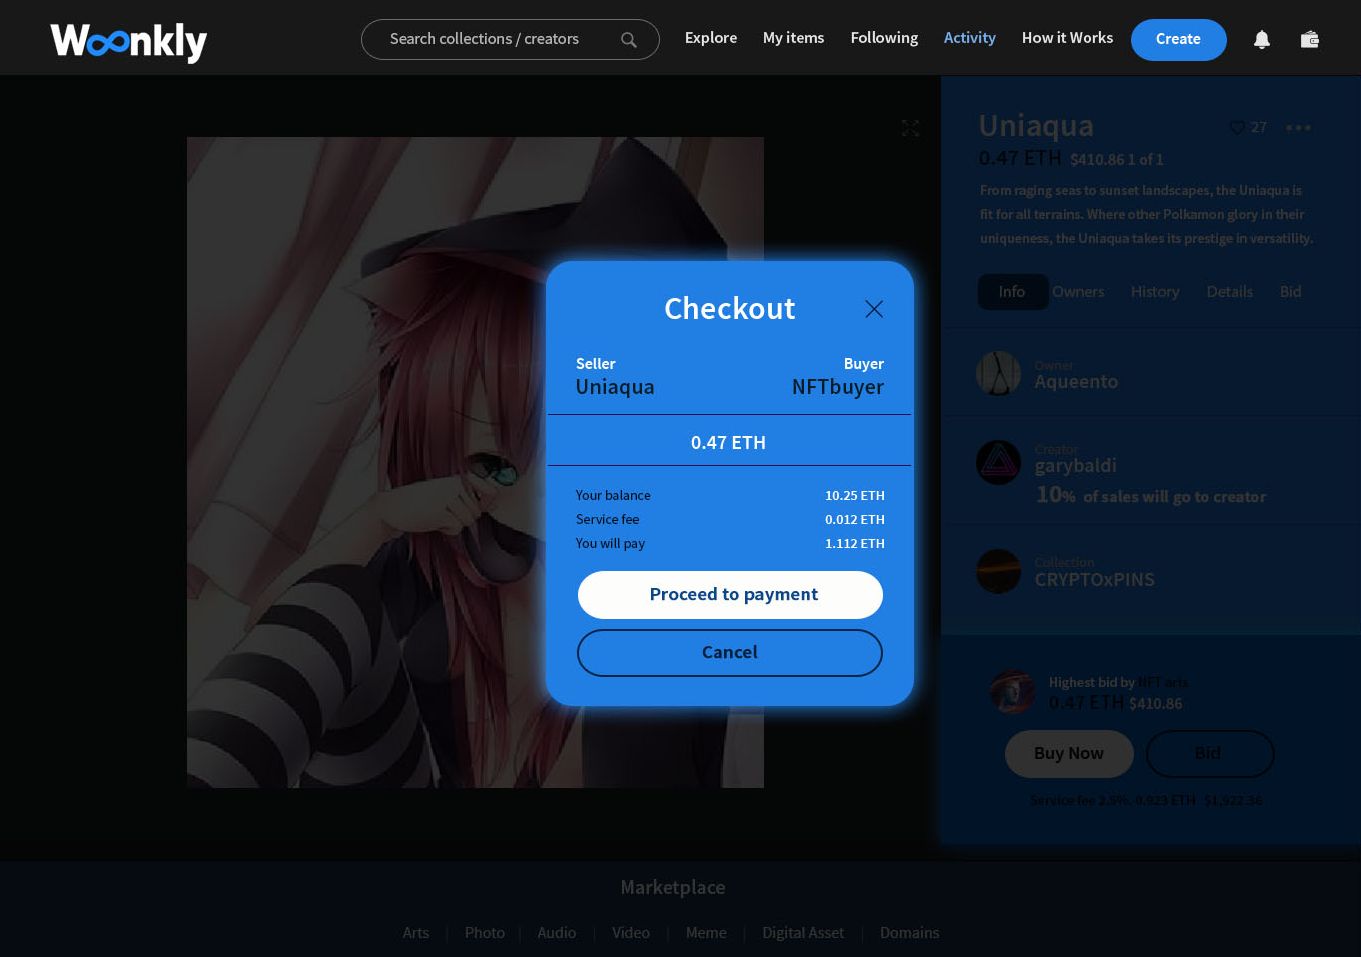 Woonkly
Search collections / creators
Explore
My items
Following
Activity
How it Works
Create
Uniaqua
27
0.47 ETH $410.86 1 of 1
From raging seas to sunset landscapes, the Uniaqua is
fit for all terrains. Where other Polkamon glory in their
uniqueness, the Uniaqua takes its prestige in versatility.
Info
Owners
History
Details
Bid
Owner
Aqueento
Creator
garybaldi
10% of sales will go to creator
Collection
CRYPTOxPINS
Highest bid by NFT arts
0.47 ETH $410.86
Buy Now
Bid
Service fee 2.5%. 0.923 ETH $1,922.36
Checkout
Seller
Buyer
Uniaqua
NFTbuyer
0.47 ETH
Your balance 10.25 ETH
Service fee 0.012 ETH
You will pay 1.112 ETH
Proceed to payment
Cancel
Marketplace
Arts | Photo | Audio | Video | Meme | Digital Asset | Domains